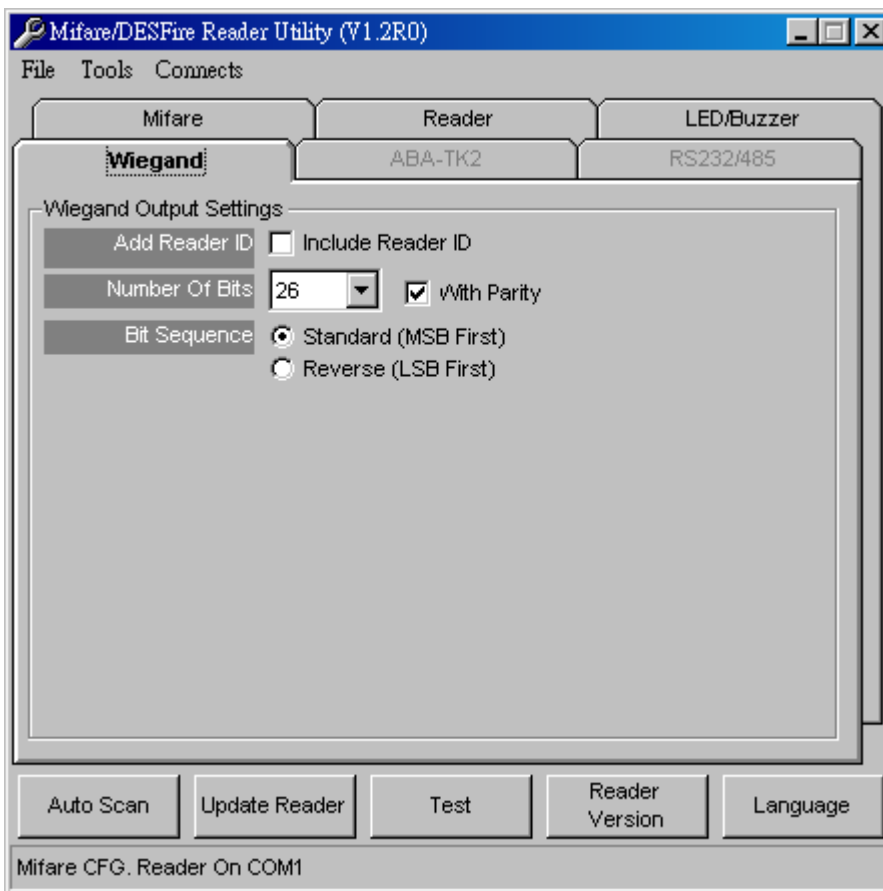 Mifare/DESFire Reader Utility (V1.2R0)
File Tools Connects
Mifare Reader LED/Buzzer
Wiegand ABA-TK2 RS232/485
Wiegand Output Settings
Add Reader ID Include Reader ID
Number Of Bits 26 With Parity
Bit Sequence Standard (MSB First)
Reverse (LSB First)
Auto Scan Update Reader Test Reader Version Language
Mifare CFG. Reader On COM1